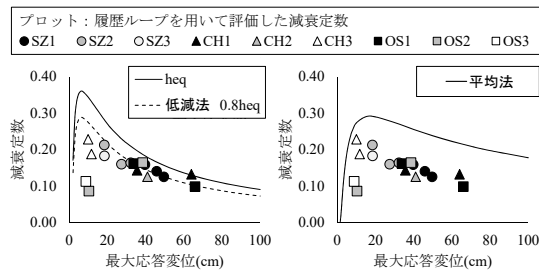 プロット：履歴ループを用いて評価した減衰定数
SZ1 SZ2 SZ3 CH1 CH2 CH3 OS1 OS2 OS3
0.40
0.30
0.20
0.10
0.00
減衰定数
heq
低減法 0.8heq
0 20 40 60 80 100
最大応答変位(cm)
0.40
0.30
0.20
0.10
0.00
減衰定数
平均法
0 20 40 60 80 100
最大応答変位(cm)